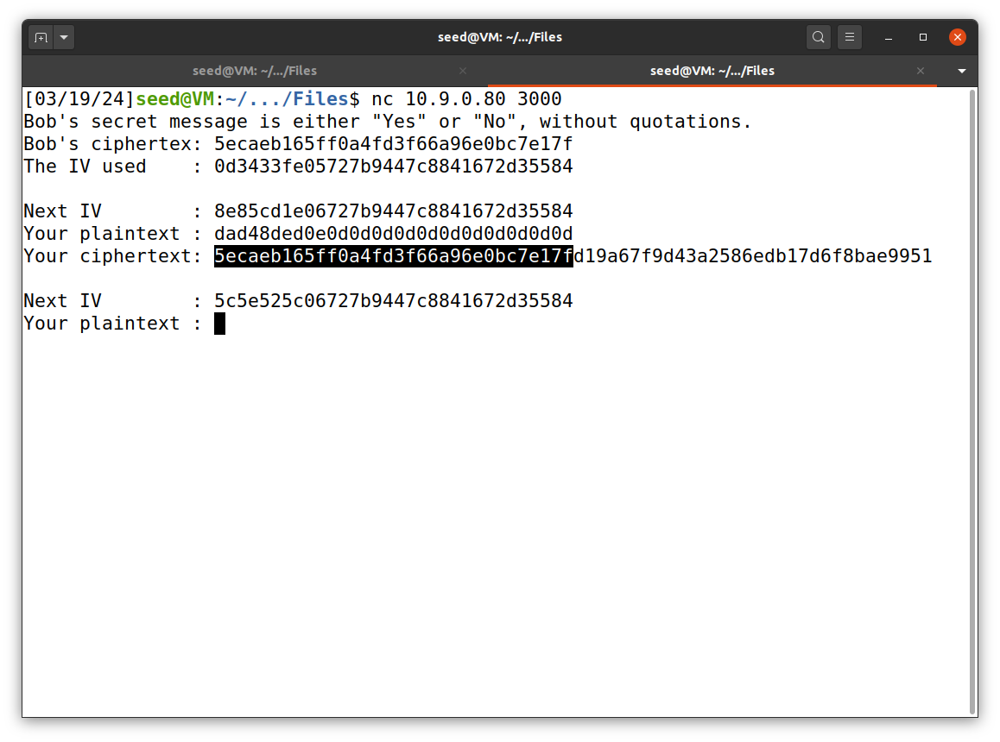 seed@VM: ~/.../Files
seed@VM: ~/.../Files
seed@VM: ~/.../Files
[03/19/24]seed@VM:~/.../Files$ nc 10.9.0.80 3000
Bob's secret message is either "Yes" or "No", without quotations.
Bob's ciphertex: 5ecaeb165ff0a4fd3f66a96e0bc7e17f
The IV used    : 0d3433fe05727b9447c8841672d35584
Next IV        : 8e85cd1e06727b9447c8841672d35584
Your plaintext : dad48ded0e0d0d0d0d0d0d0d0d0d0d0d
Your ciphertext: 5ecaeb165ff0a4fd3f66a96e0bc7e17fd19a67f9d43a2586edb17d6f8bae9951
Next IV        : 5c5e525c06727b9447c8841672d35584
Your plaintext :